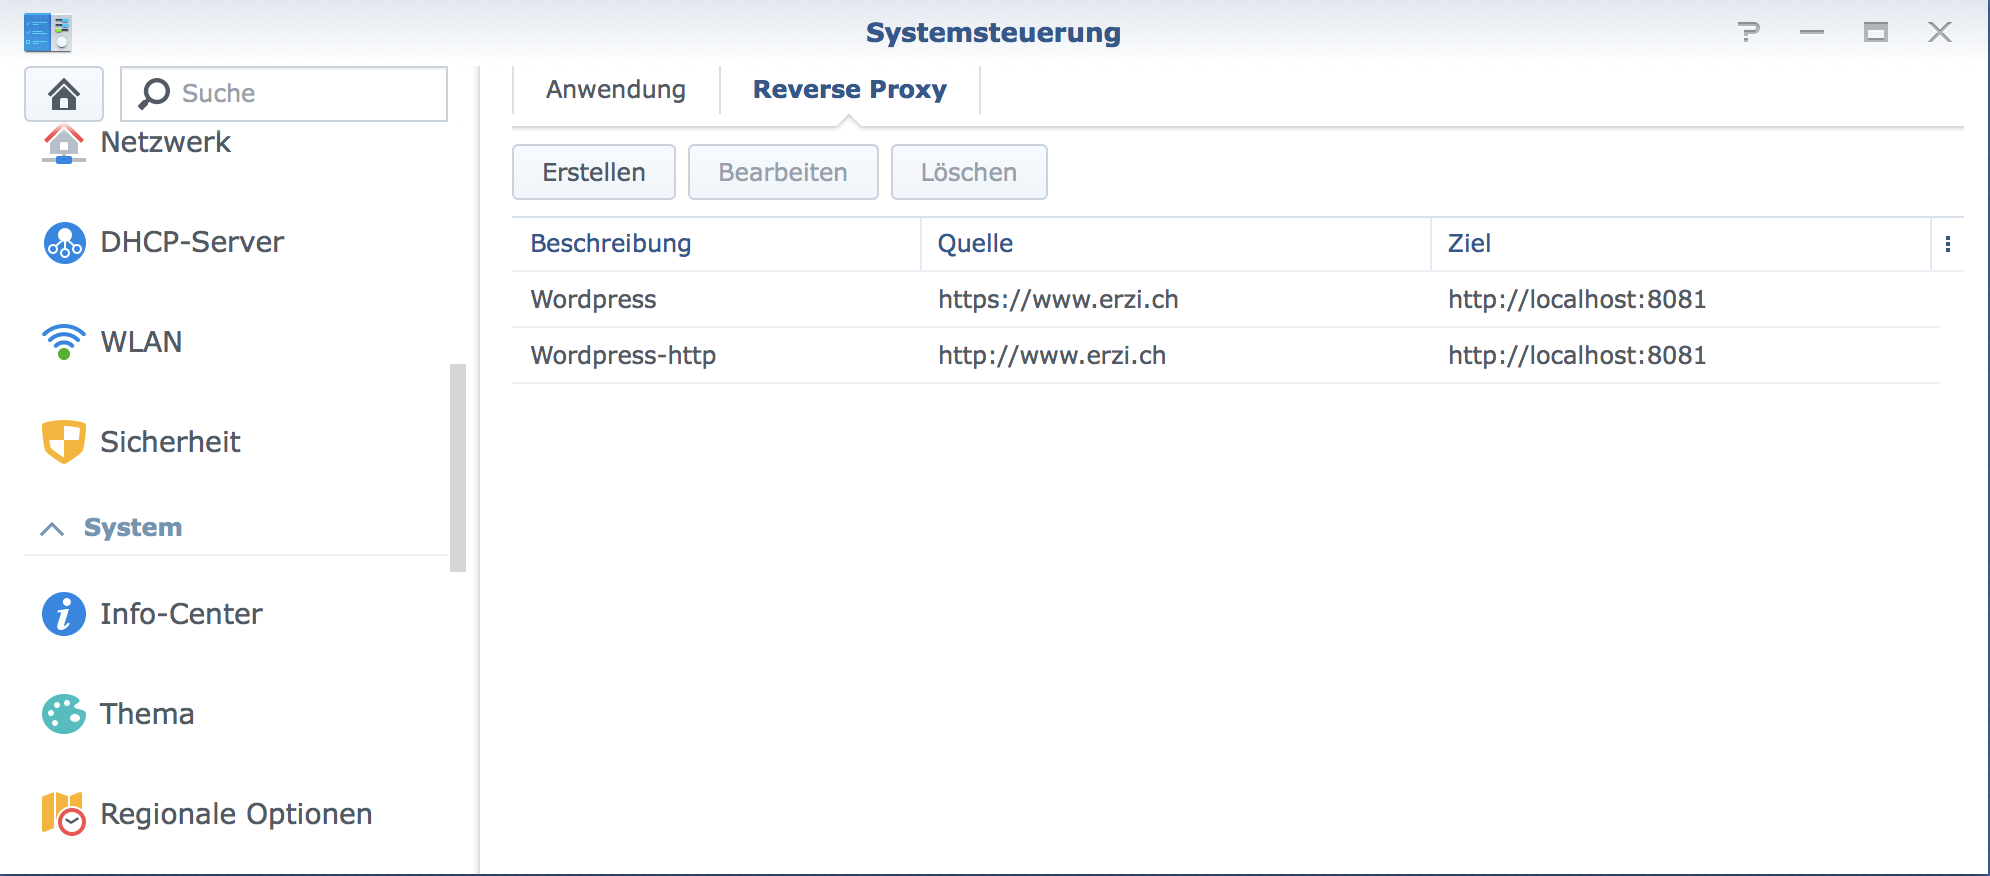 Systemsteuerung
Suche
Netzwerk
DHCP-Server
WLAN
Sicherheit
System
Info-Center
Thema
Regionale Optionen
Anwendung Reverse Proxy
Erstellen Bearbeiten Löschen
Beschreibung Quelle Ziel
Wordpress https://www.erzi.ch http://localhost:8081
Wordpress-http http://www.erzi.ch http://localhost:8081